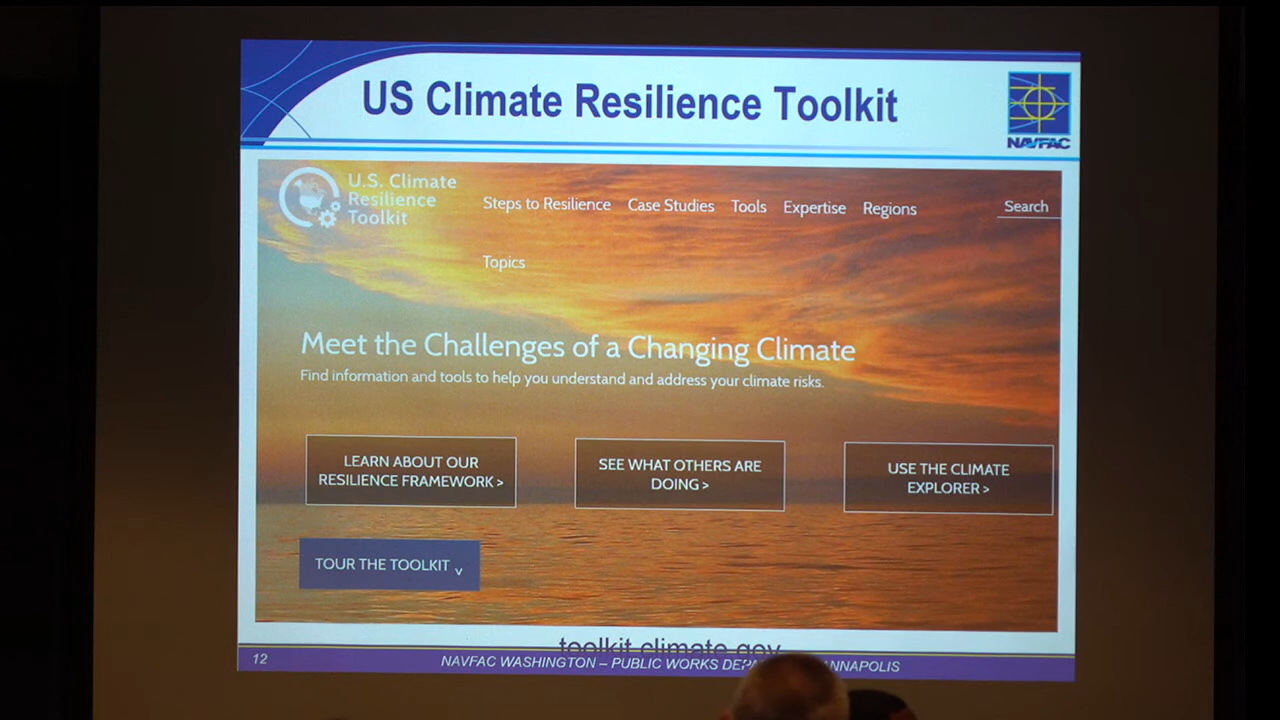 US Climate Resilience Toolkit
NAVFAC
U.S. Climate
Resilience
Toolkit
Steps to Resilience Case Studies Tools Expertise Regions
Search
Topics
Meet the Challenges of a Changing Climate
Find information and tools to help you understand and address your climate risks.
LEARN ABOUT OUR
RESILIENCE FRAMEWORK >
SEE WHAT OTHERS ARE
DOING >
USE THE CLIMATE
EXPLORER >
TOUR THE TOOLKIT
toolkit.climate.gov
12
NAVFAC WASHINGTON – PUBLIC WORKS ANNAPOLIS